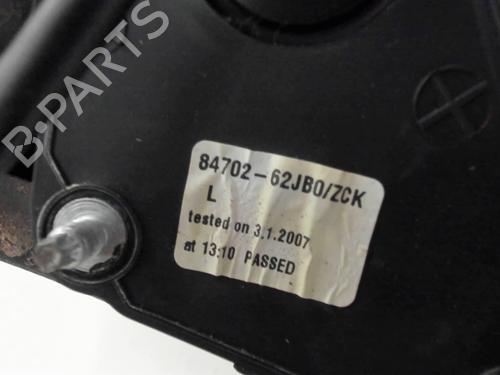 B-PARTS
84702-62JB0/ZCK
L
tested on 3.1.2007
at 13:10 PASSED